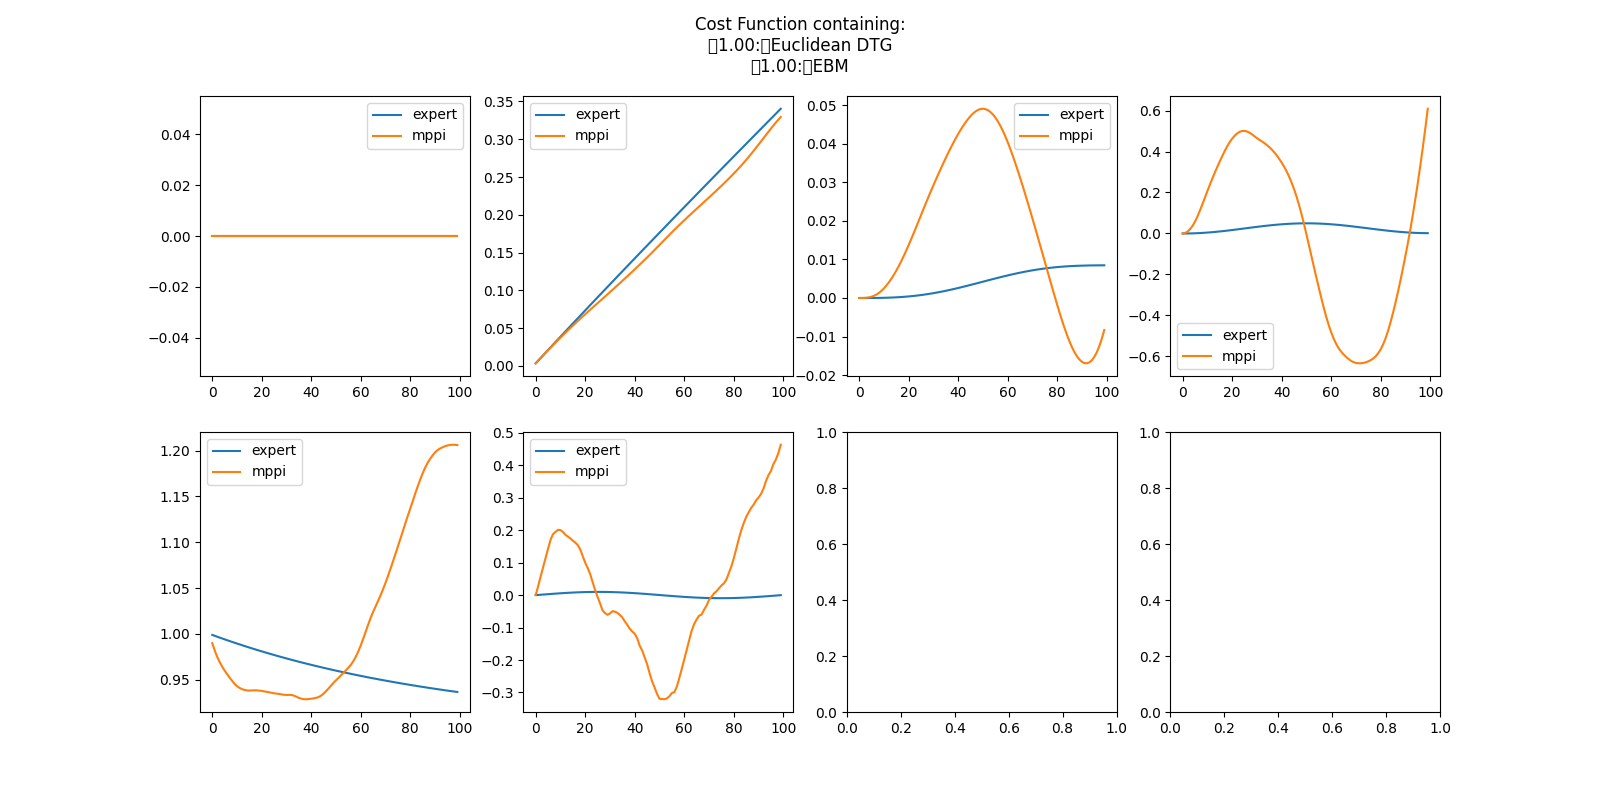 Cost Function containing:
1.00: Euclidean DTG
1.00: EBM
expert
mppi
0.04
0.02
0.00
−0.02
−0.04
0 20 40 60 80 100
expert
mppi
0.35
0.30
0.25
0.20
0.15
0.10
0.05
0.00
0 20 40 60 80 100
expert
mppi
0.05
0.04
0.03
0.02
0.01
0.00
−0.01
−0.02
0 20 40 60 80 100
0.6
0.4
0.2
0.0
−0.2
−0.4
−0.6
expert
mppi
0 20 40 60 80 100
expert
mppi
1.20
1.15
1.10
1.05
1.00
0.95
0 20 40 60 80 100
expert
mppi
0.5
0.4
0.3
0.2
0.1
0.0
−0.1
−0.2
−0.3
0 20 40 60 80 100
1.0
0.8
0.6
0.4
0.2
0.0
0.0 0.2 0.4 0.6 0.8 1.0
1.0
0.8
0.6
0.4
0.2
0.0
0.0 0.2 0.4 0.6 0.8 1.0